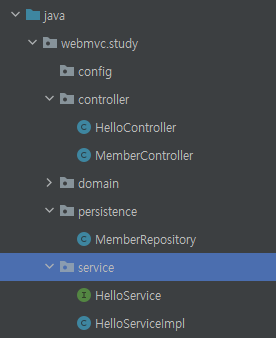 java
webmvc.study
config
controller
C HelloController
C MemberController
domain
persistence
C MemberRepository
service
I HelloService
C HelloServiceImpl